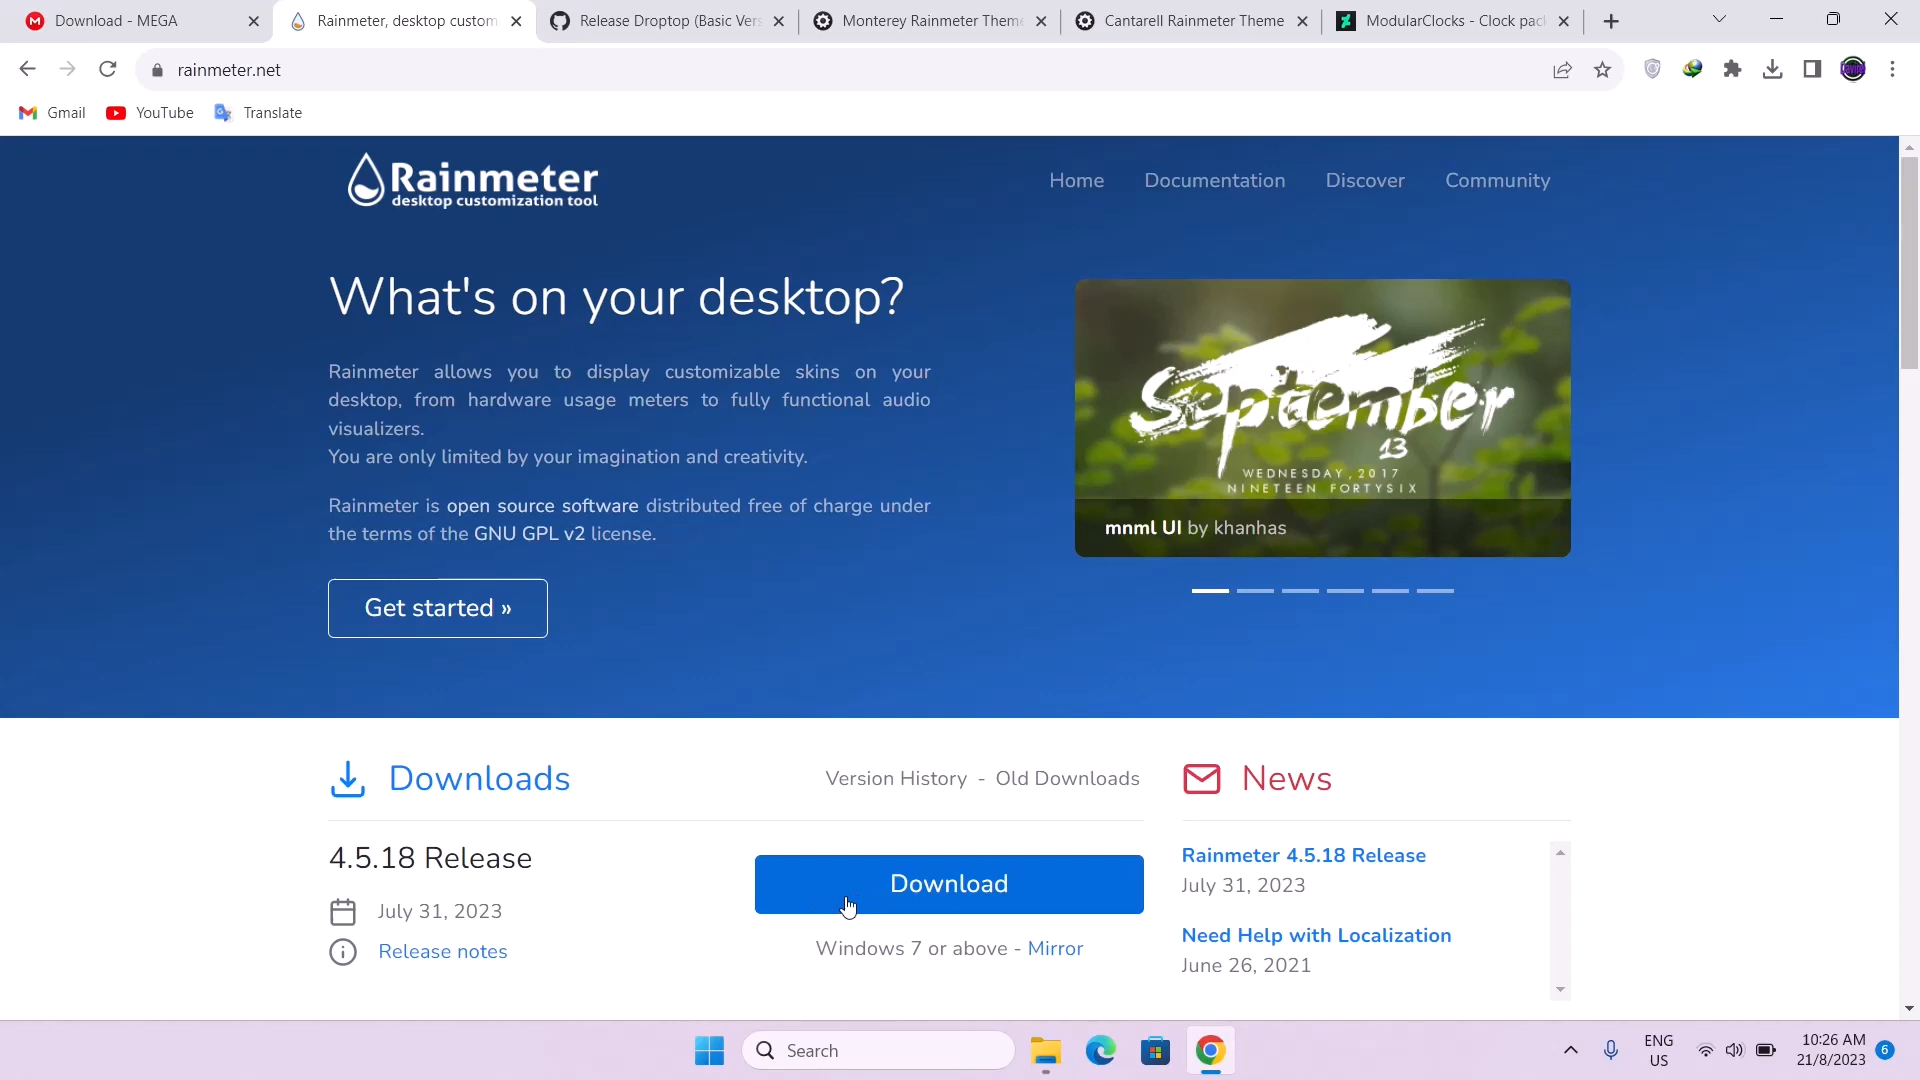 Download - MEGA
Rainmeter, desktop custom
Release Droptop (Basic Vers
Monterey Rainmeter Theme
Cantarell Rainmeter Theme
ModularClocks - Clock pac
rainmeter.net
Gmail
YouTube
Translate
Rainmeter
desktop customization tool
Home
Documentation
Discover
Community
What's on your desktop?
Rainmeter allows you to display customizable skins on your
desktop, from hardware usage meters to fully functional audio
visualizers.
You are only limited by your imagination and creativity.
Rainmeter is open source software distributed free of charge under
the terms of the GNU GPL v2 license.
Get started »
September
13
WEDNESDAY, 2017
NINETEEN FORTYSIX
mnml UI by khanhas
Downloads
Version History - Old Downloads
News
4.5.18 Release
July 31, 2023
Release notes
Download
Windows 7 or above - Mirror
Rainmeter 4.5.18 Release
July 31, 2023
Need Help with Localization
June 26, 2021
Search
ENG
US
10:26 AM
21/8/2023
6